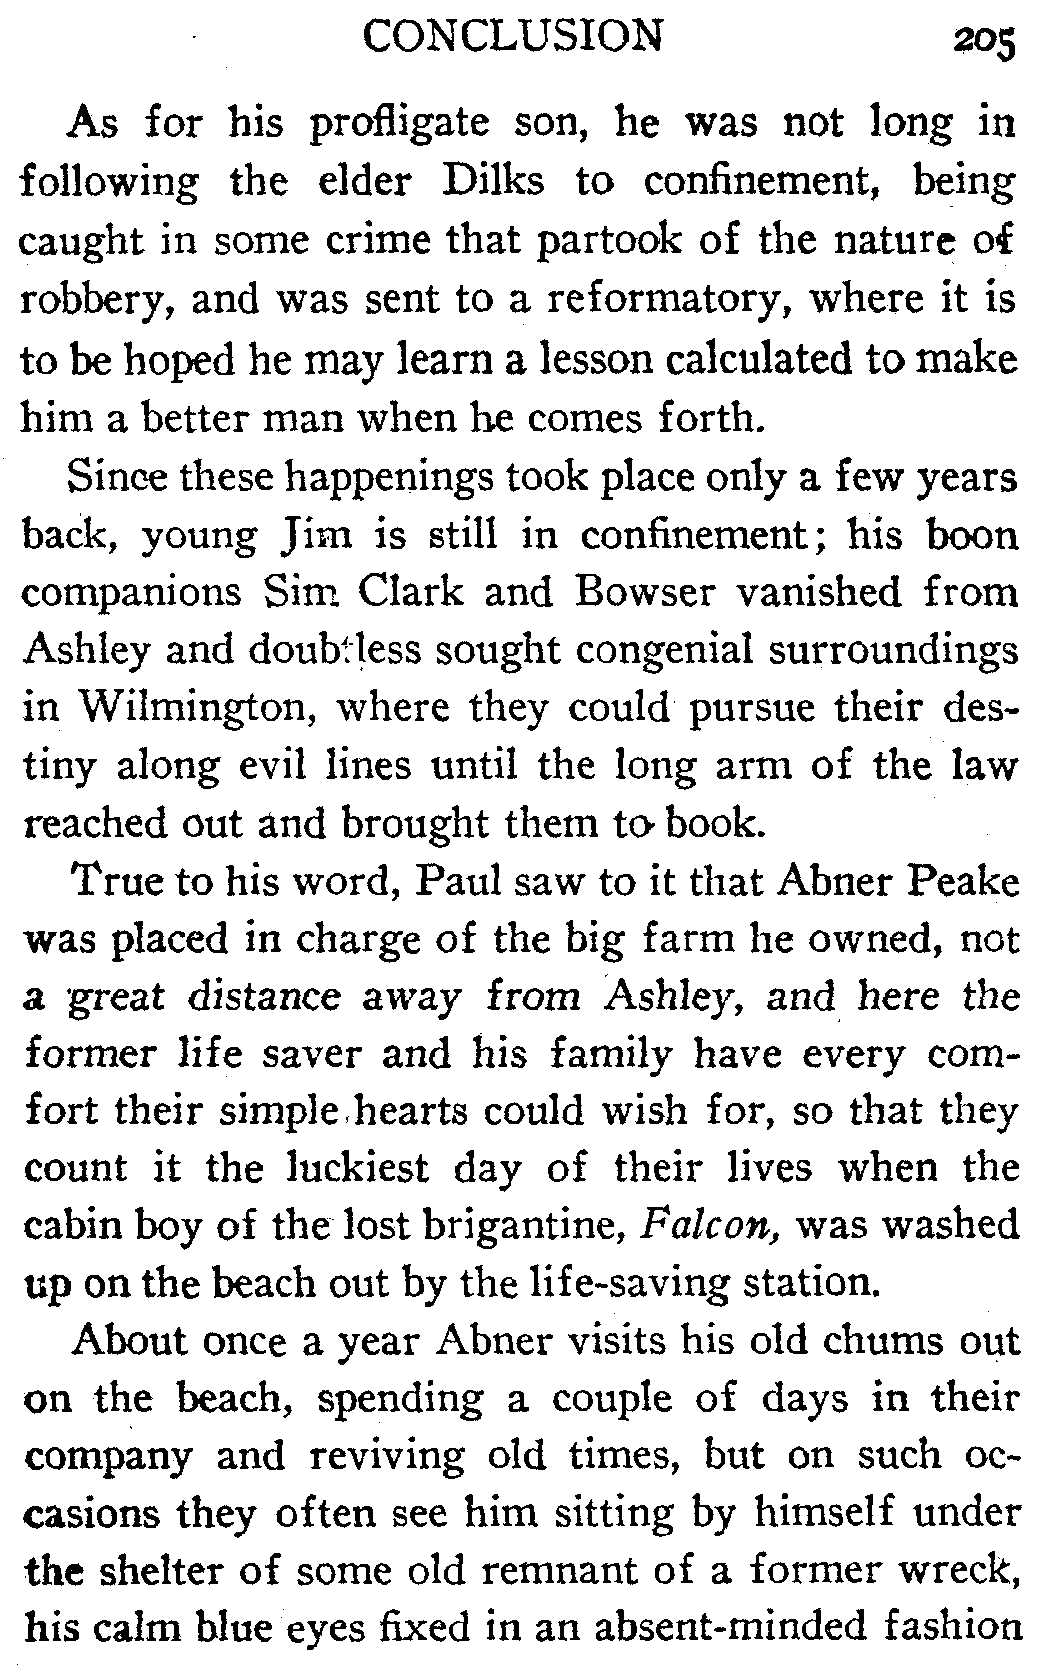 CONCLUSION 205
As for his profligate son, he was not long in
following the elder Dilks to confinement, being
caught in some crime that partook of the nature of
robbery, and was sent to a reformatory, where it is
to be hoped he may learn a lesson calculated to make
him a better man when he comes forth.
Since these happenings took place only a few years
back, young Jim is still in confinement; his boon
companions Sim Clark and Bowser vanished from
Ashley and doubtless sought congenial surroundings
in Wilmington, where they could pursue their des-
tiny along evil lines until the long arm of the law
reached out and brought them to book.
True to his word, Paul saw to it that Abner Peake
was placed in charge of the big farm he owned, not
a great distance away from Ashley, and here the
former life saver and his family have every com-
fort their simple hearts could wish for, so that they
count it the luckiest day of their lives when the
cabin boy of the lost brigantine, Falcon, was washed
up on the beach out by the life-saving station.
About once a year Abner visits his old chums out
on the beach, spending a couple of days in their
company and reviving old times, but on such oc-
casions they often see him sitting by himself under
the shelter of some old remnant of a former wreck,
his calm blue eyes fixed in an absent-minded fashion